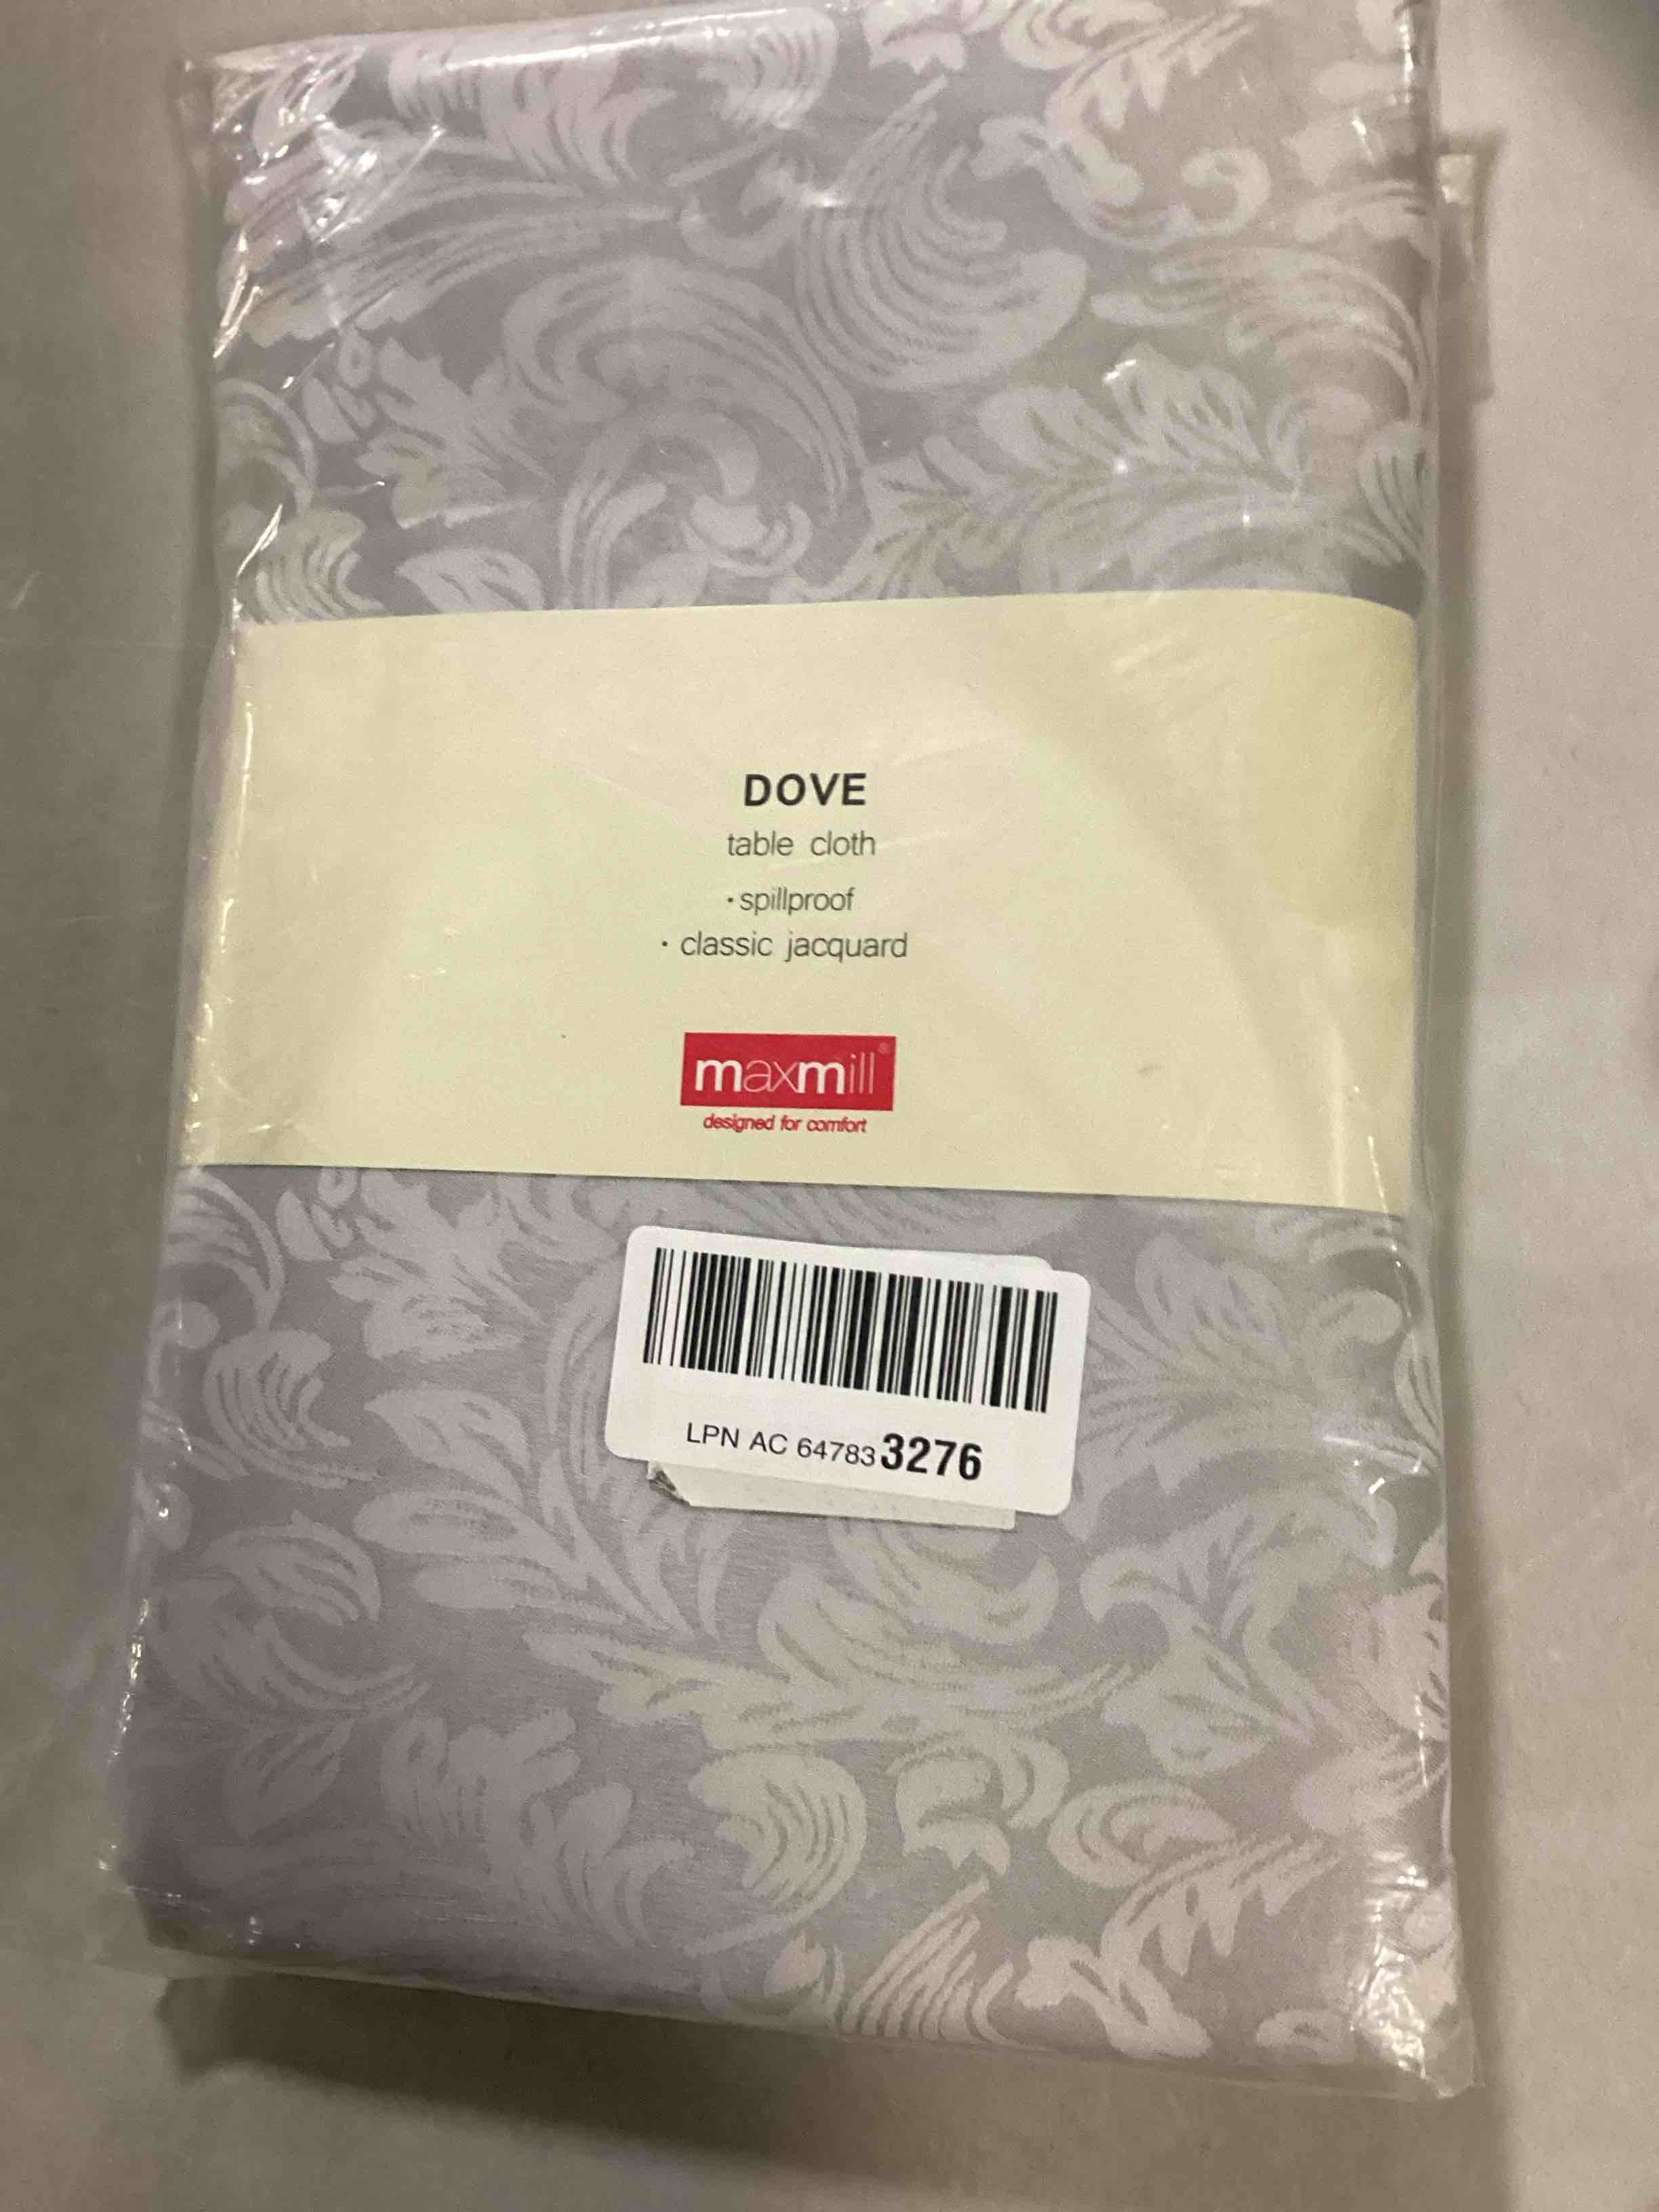 DOVE
table cloth
· spillproof
· classic jacquard
maxmill®
designed for comfort
LPN AC 647833276